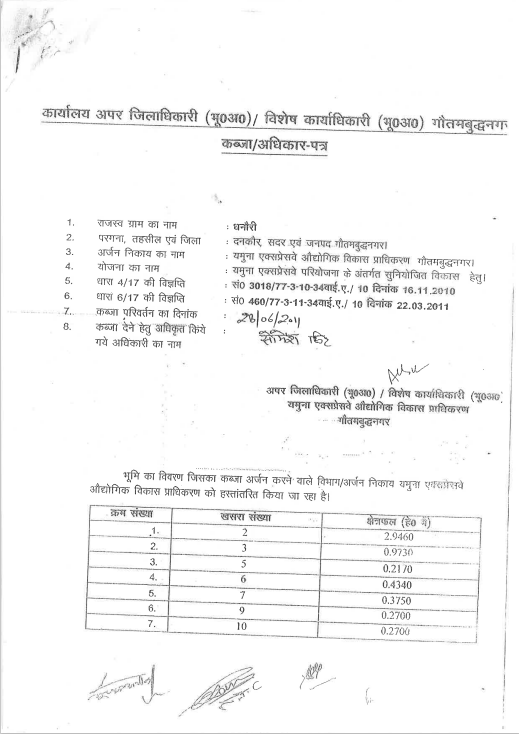 कार्यालय अपर जिलाधिकारी (भू0अ0)/ विशेष कार्याधिकारी (भू0अ0) गौतमबुद्धनगर
कब्जा/अधिकार-पत्र
1. राजस्व ग्राम का नाम : धनौरी
2. परगना, तहसील एवं जिला : दनकौर, सदर एवं जनपद गौतमबुद्धनगर।
3. अर्जन निकाय का नाम : यमुना एक्सप्रेसवे औद्योगिक विकास प्राधिकरण गौतमबुद्धनगर।
4. योजना का नाम : यमुना एक्सप्रेसवे परियोजना के अंतर्गत सुनियोजित विकास हेतु।
5. धारा 4/17 की विज्ञप्ति : सं0 3018/77-3-10-34वाई.ए./ 10 दिनांक 16.11.2010
6. धारा 6/17 की विज्ञप्ति : सं0 460/77-3-11-34वाई.ए./ 10 दिनांक 22.03.2011
7. कब्जा परिवर्तन का दिनांक : 28/06/2011
8. कब्जा देने हेतु अधिकृत किये :
गये अधिकारी का नाम
अपर जिलाधिकारी (भू0अ0) / विशेष कार्याधिकारी (भू0अ0)
यमुना एक्सप्रेसवे औद्योगिक विकास प्राधिकरण
गौतमबुद्धनगर
भूमि का विवरण जिसका कब्जा अर्जन करने वाले विभाग/अर्जन निकाय यमुना एक्सप्रेसवे
औद्योगिक विकास प्राधिकरण को हस्तांतरित किया जा रहा है।
क्रम संख्या खसरा संख्या क्षेत्रफल (हे0 में)
1. 2 2.9460
2. 3 0.9730
3. 5 0.2170
4. 6 0.4340
5. 7 0.3750
6. 9 0.2700
7. 10 0.2700